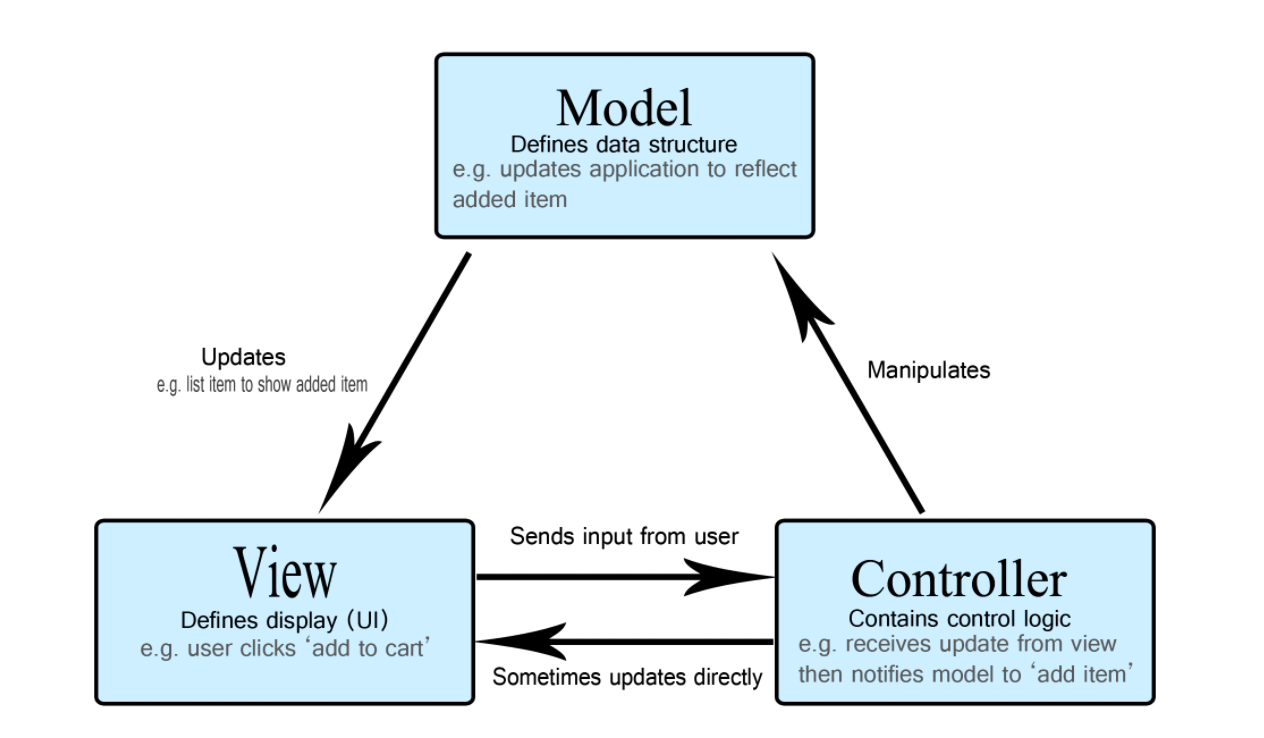 Model
Defines data structure
e.g. updates application to reflect
added item
Updates
e.g. list item to show added item
Manipulates
View
Defines display (UI)
e.g. user clicks ‘add to cart’
Sends input from user
Sometimes updates directly
Controller
Contains control logic
e.g. receives update from view
then notifies model to ‘add item’